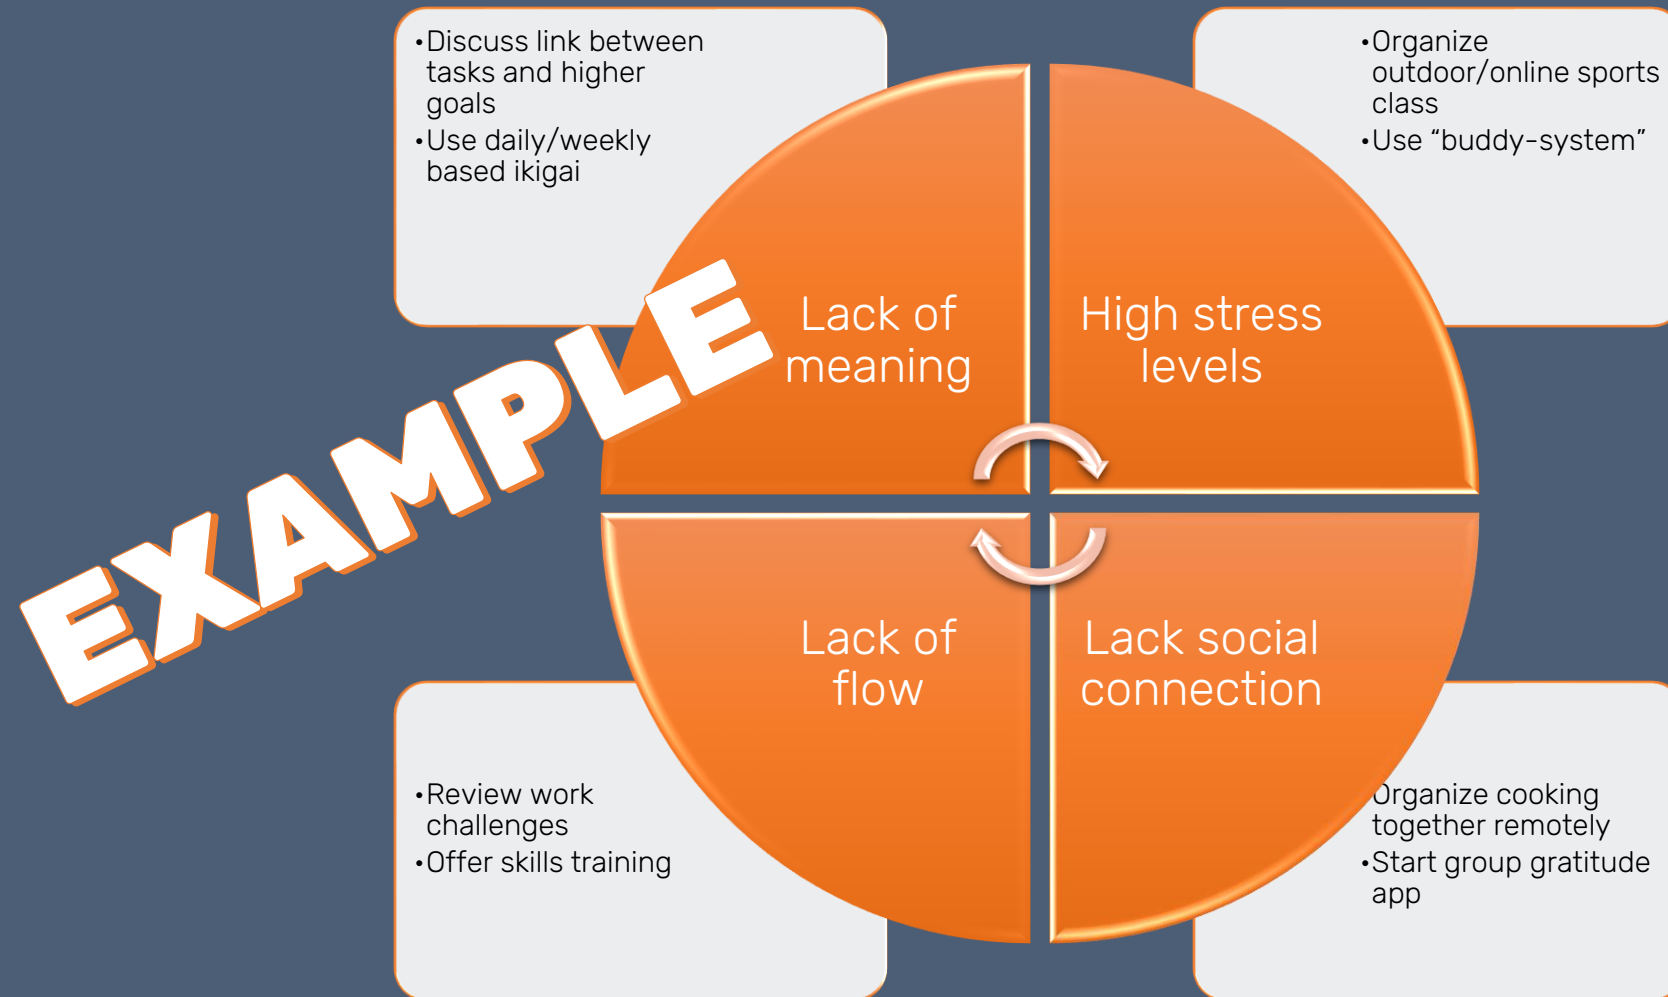 •Discuss link between
tasks and higher
goals
•Use daily/weekly
based ikigai
•Organize
outdoor/online sports
class
•Use “buddy-system”
Lack of
meaning
High stress
levels
EXAMPLE
Lack of
flow
Lack social
connection
•Review work
challenges
•Offer skills training
•Organize cooking
together remotely
•Start group gratitude
app